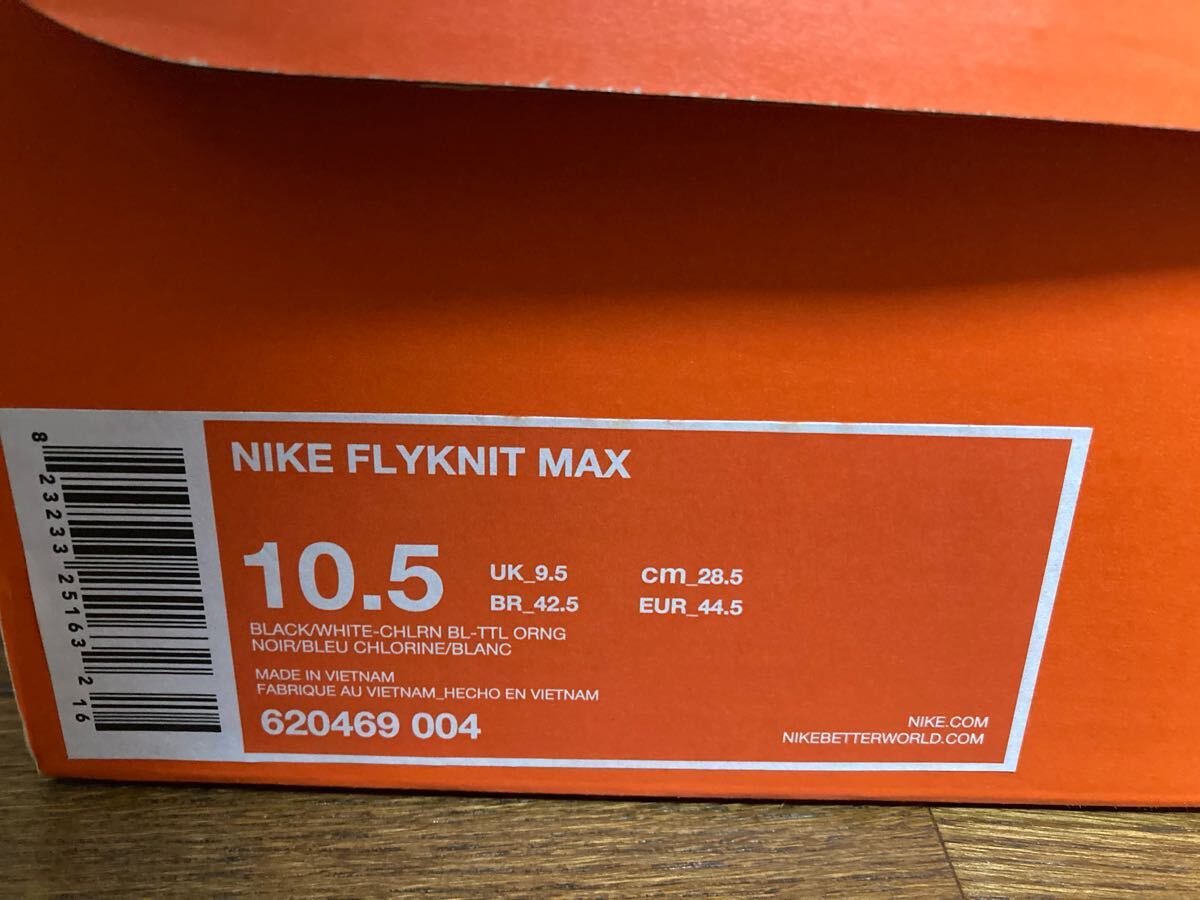 NIKE FLYKNIT MAX
10.5
UK_9.5
cm_28.5
BR_42.5
EUR_44.5
BLACK/WHITE-CHLRN BL-TTL ORNG
NOIR/BLEU CHLORINE/BLANC
MADE IN VIETNAM
FABRIQUE AU VIETNAM_HECHO EN VIETNAM
620469 004
NIKE.COM
NIKEBETTERWORLD.COM
8 23233 25163 2 16